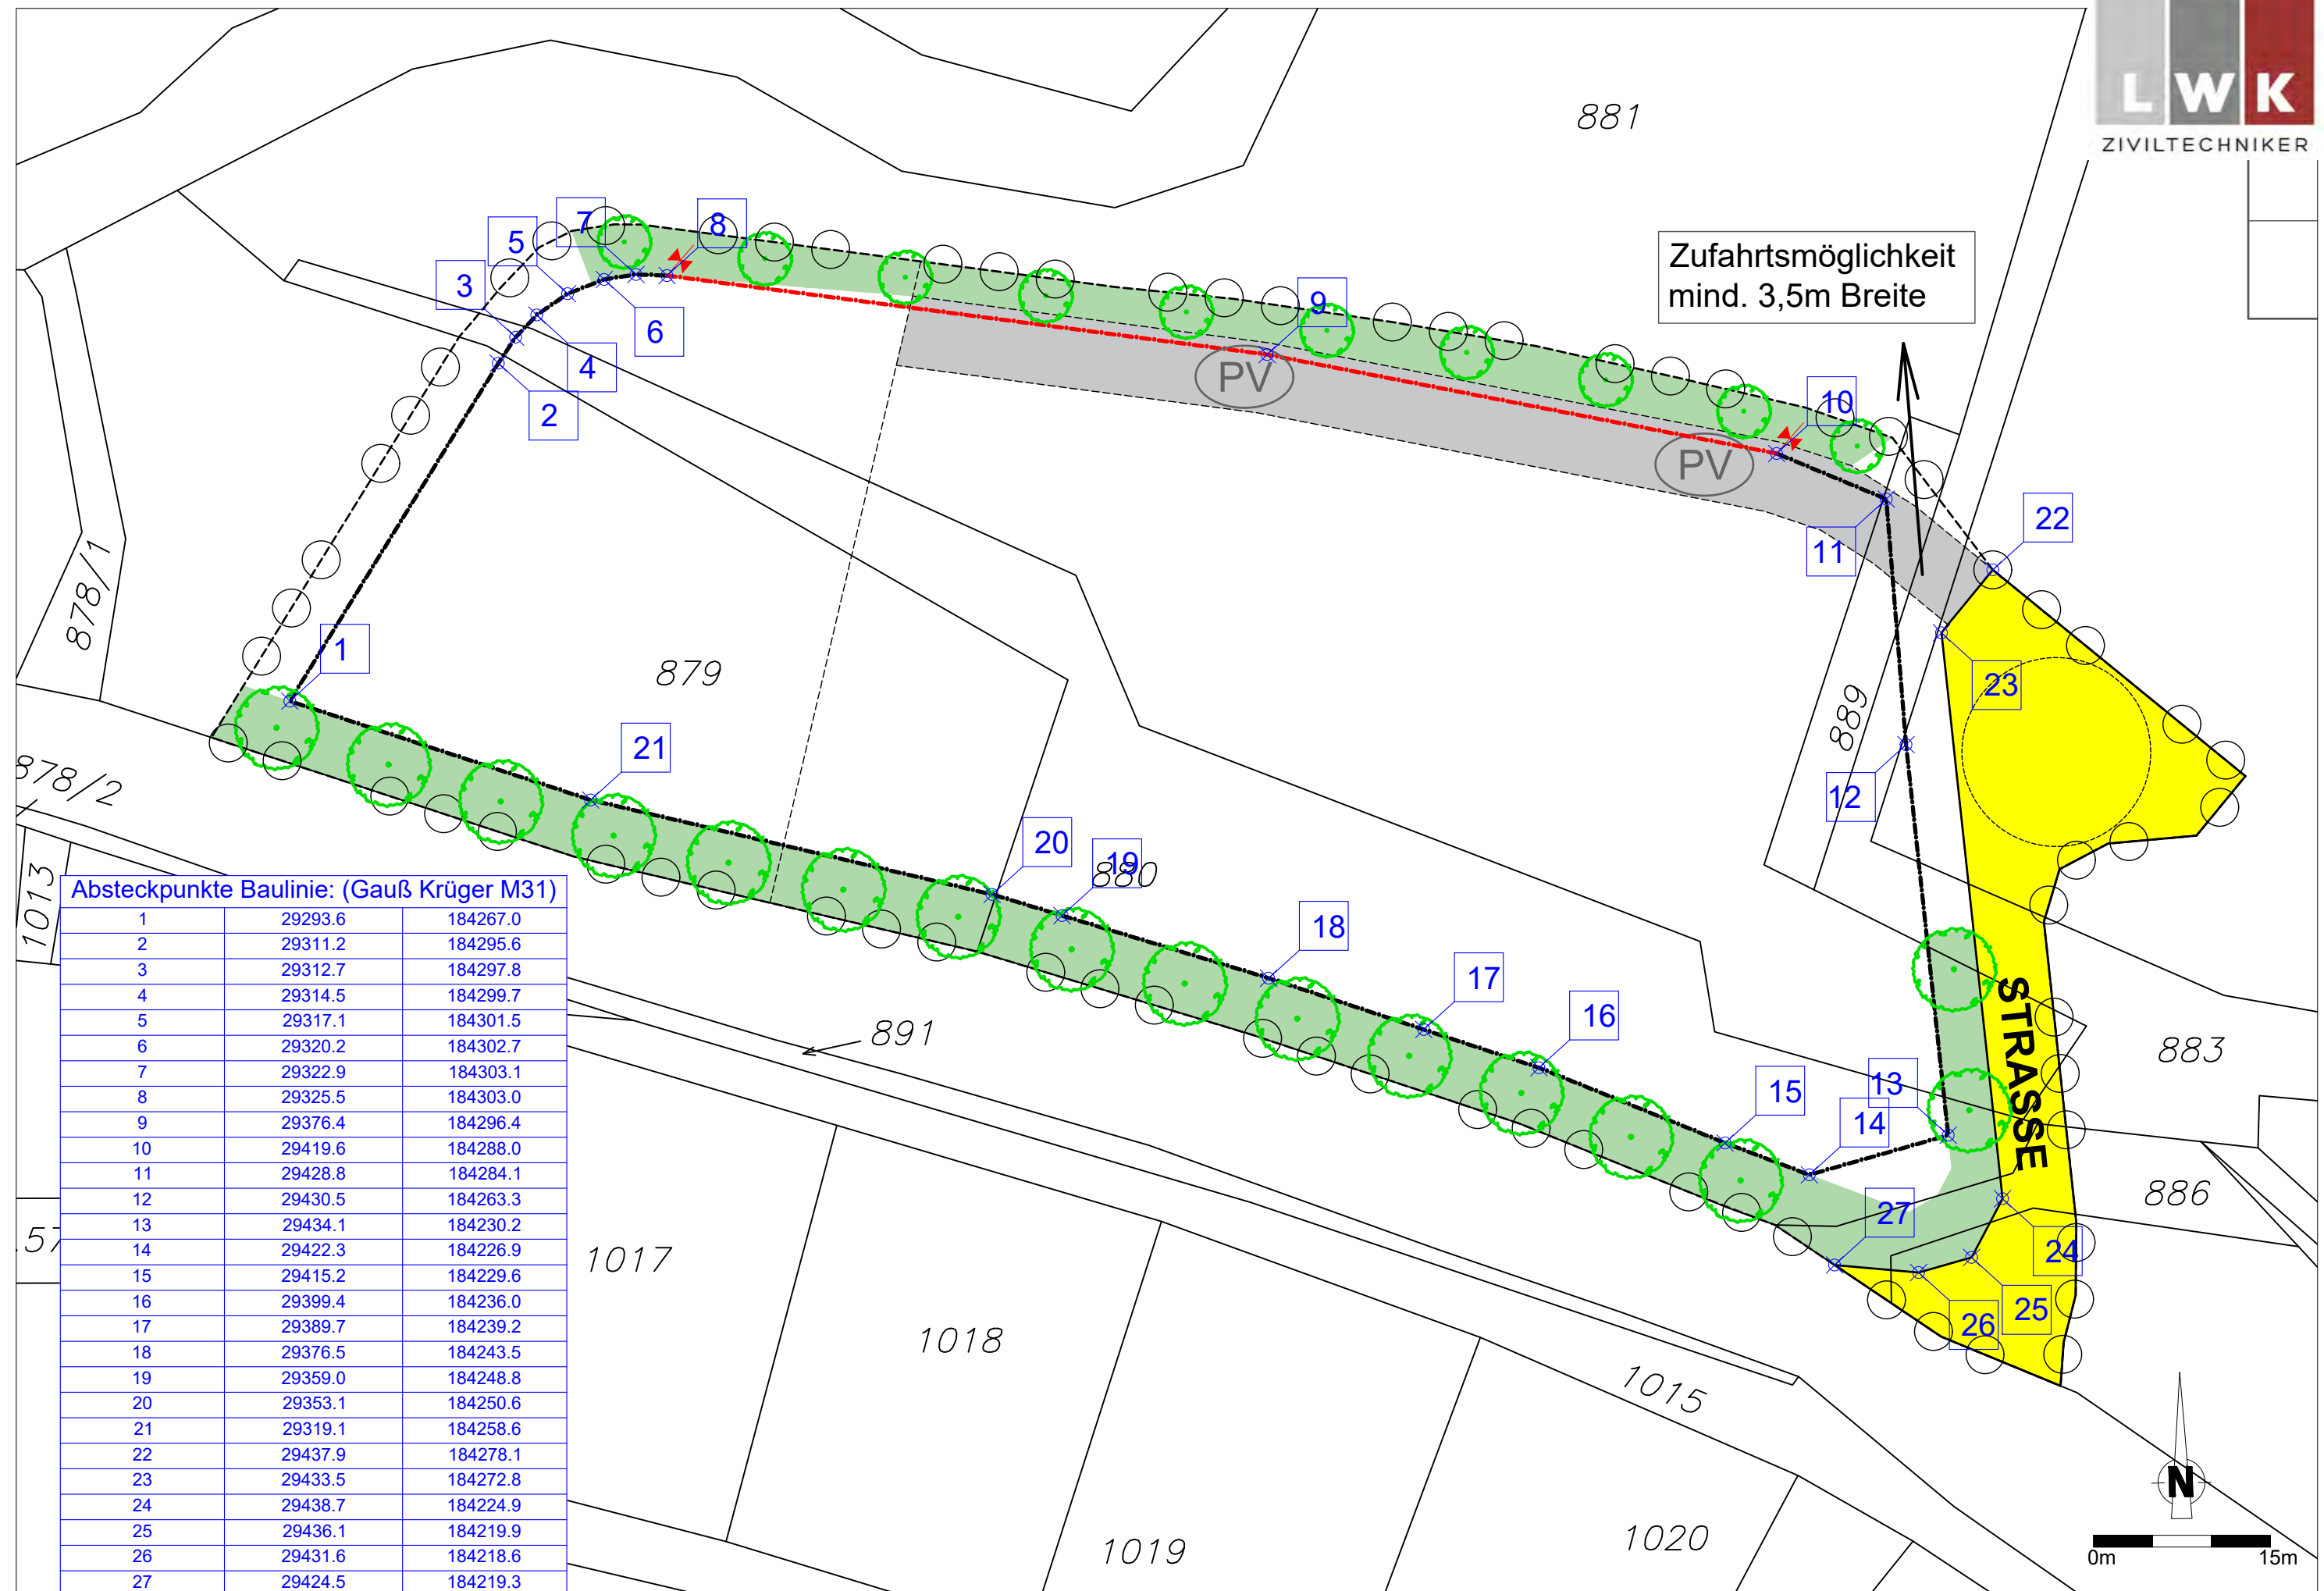 LWK
ZIVILTECHNIKER
881
Zufahrtsmöglichkeit
mind. 3,5m Breite
7
8
5
3
9
6
4
PV
10
2
PV
22
11
878/1
1
879
23
889
21
12
878/2
20
19
880
1013
18
17
STRASSE
16
891
883
13
15
14
886
27
24
.57
1017
25
26
1018
1015
N
1020
1019
0m 15m
Absteckpunkte Baulinie: (Gauß Krüger M31)
1 29293.6 184267.0
2 29311.2 184295.6
3 29312.7 184297.8
4 29314.5 184299.7
5 29317.1 184301.5
6 29320.2 184302.7
7 29322.9 184303.1
8 29325.5 184303.0
9 29376.4 184296.4
10 29419.6 184288.0
11 29428.8 184284.1
12 29430.5 184263.3
13 29434.1 184230.2
14 29422.3 184226.9
15 29415.2 184229.6
16 29399.4 184236.0
17 29389.7 184239.2
18 29376.5 184243.5
19 29359.0 184248.8
20 29353.1 184250.6
21 29319.1 184258.6
22 29437.9 184278.1
23 29433.5 184272.8
24 29438.7 184224.9
25 29436.1 184219.9
26 29431.6 184218.6
27 29424.5 184219.3